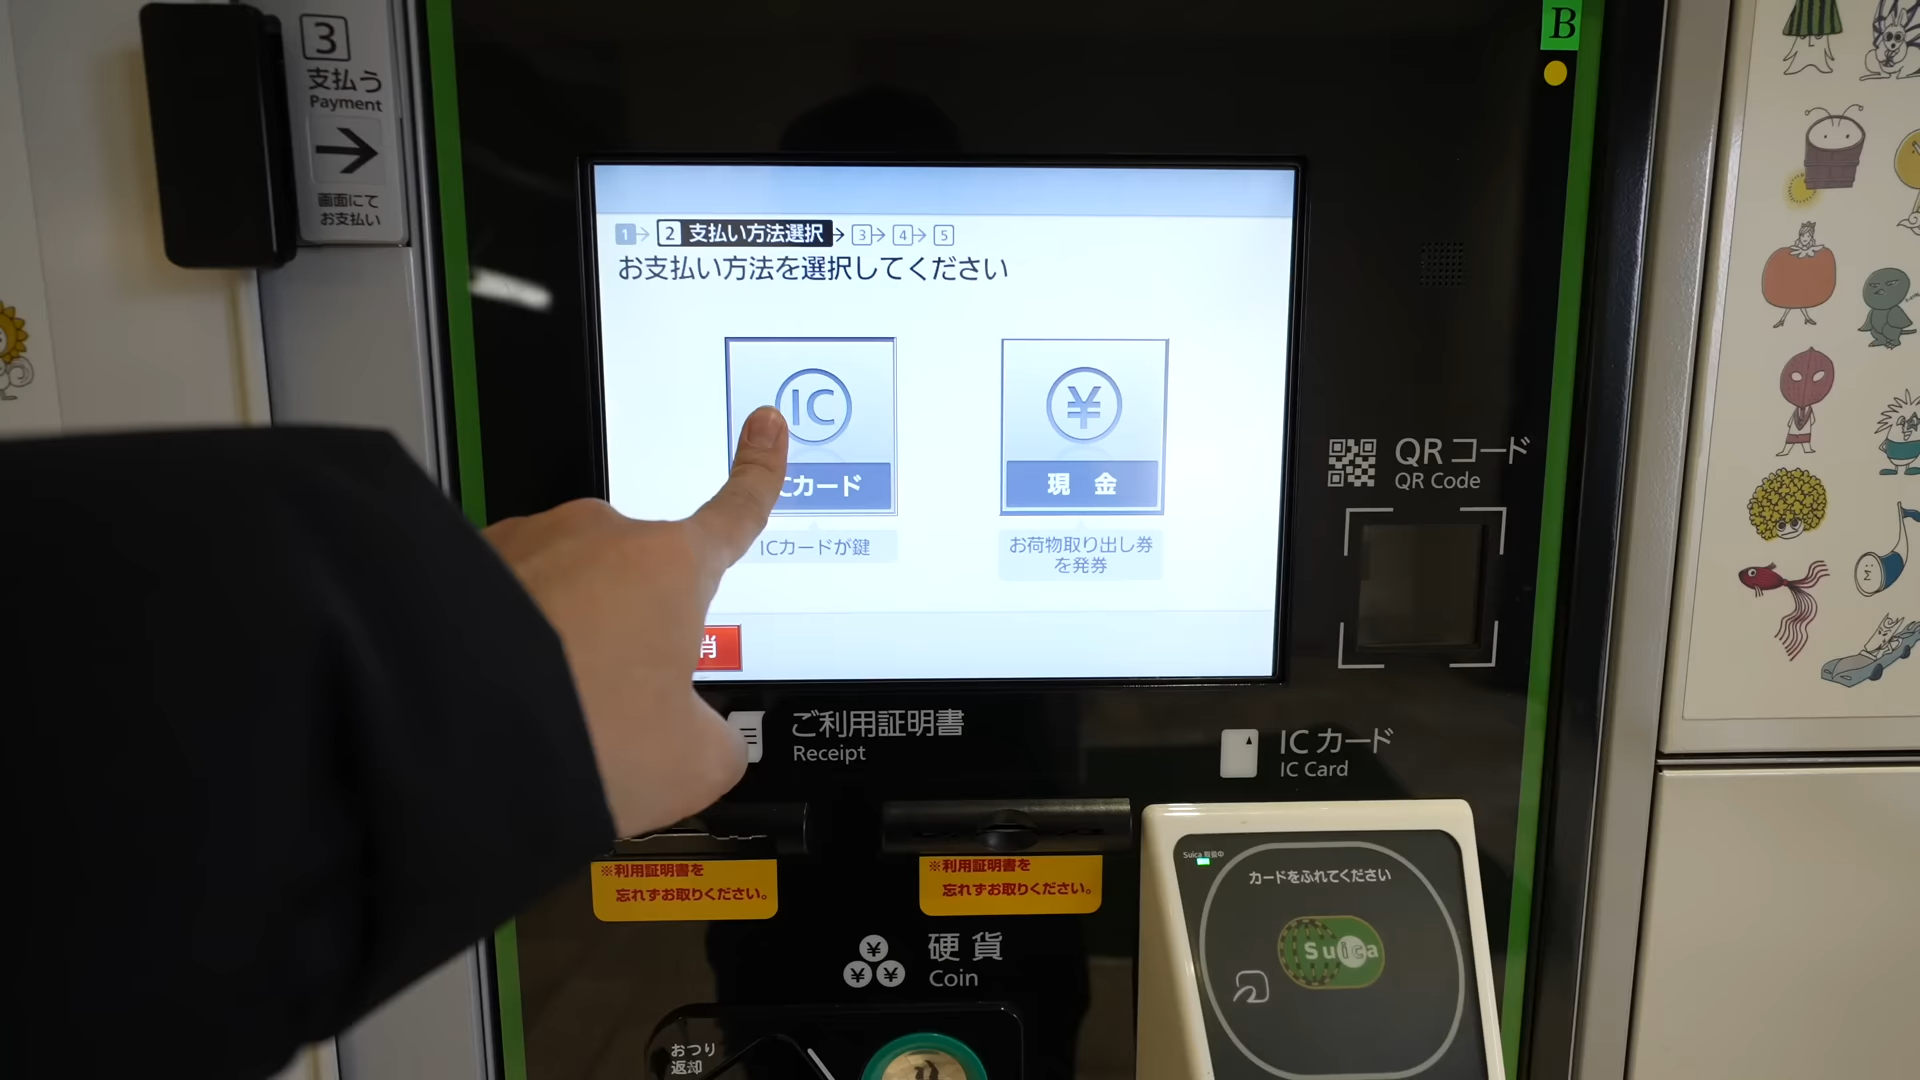 3
支払う
Payment
画面にて
お支払い
B
1 2 支払い方法選択 3 4 5
お支払い方法を選択してください
IC
Cカード
ICカードが鍵
¥
現 金
お荷物取り出し券
を発券
消
QRコード
QR Code
ご利用証明書
Receipt
ICカード
IC Card
※利用証明書を
忘れずお取りください。
※利用証明書を
忘れずお取りください。
Suica 取扱中
カードをふれてください
Suica
¥
¥ ¥
硬貨
Coin
おつり
返却